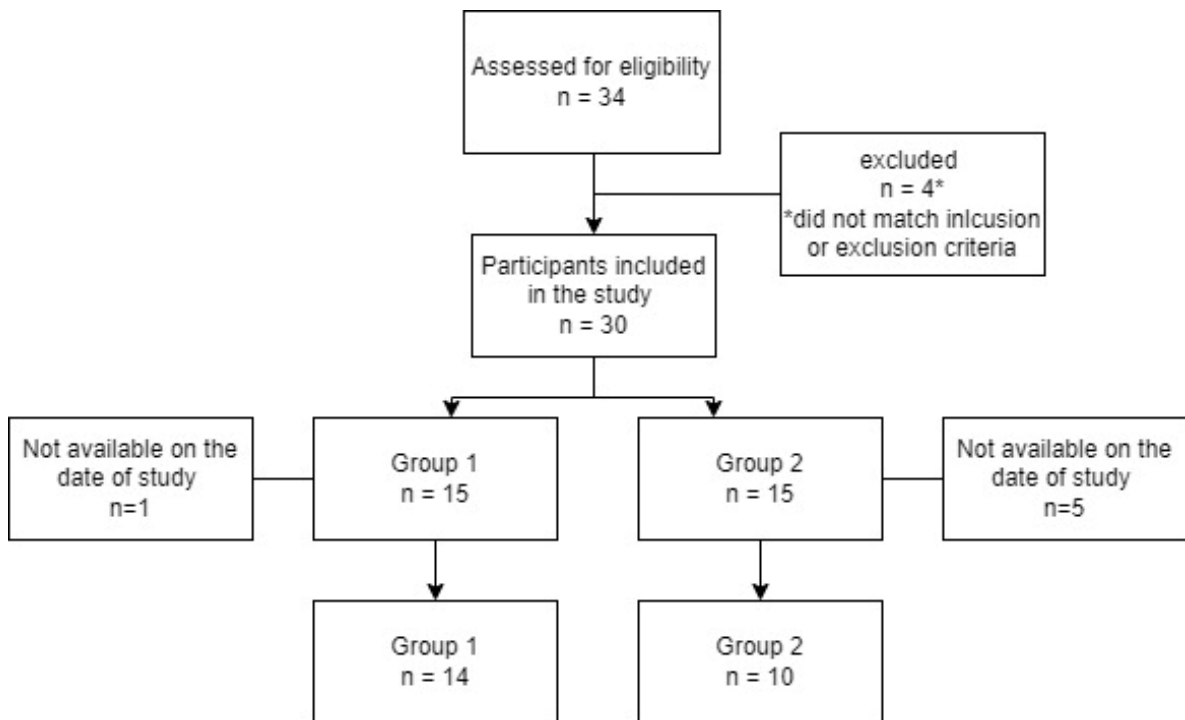 Assessed for eligibility
n = 34
excluded
n = 4*
*did not match inlcusion
or exclusion criteria
Participants included
in the study
n = 30
Not available on the
date of study
n=1
Group 1
n = 15
Group 2
n = 15
Not available on the
date of study
n=5
Group 1
n = 14
Group 2
n = 10